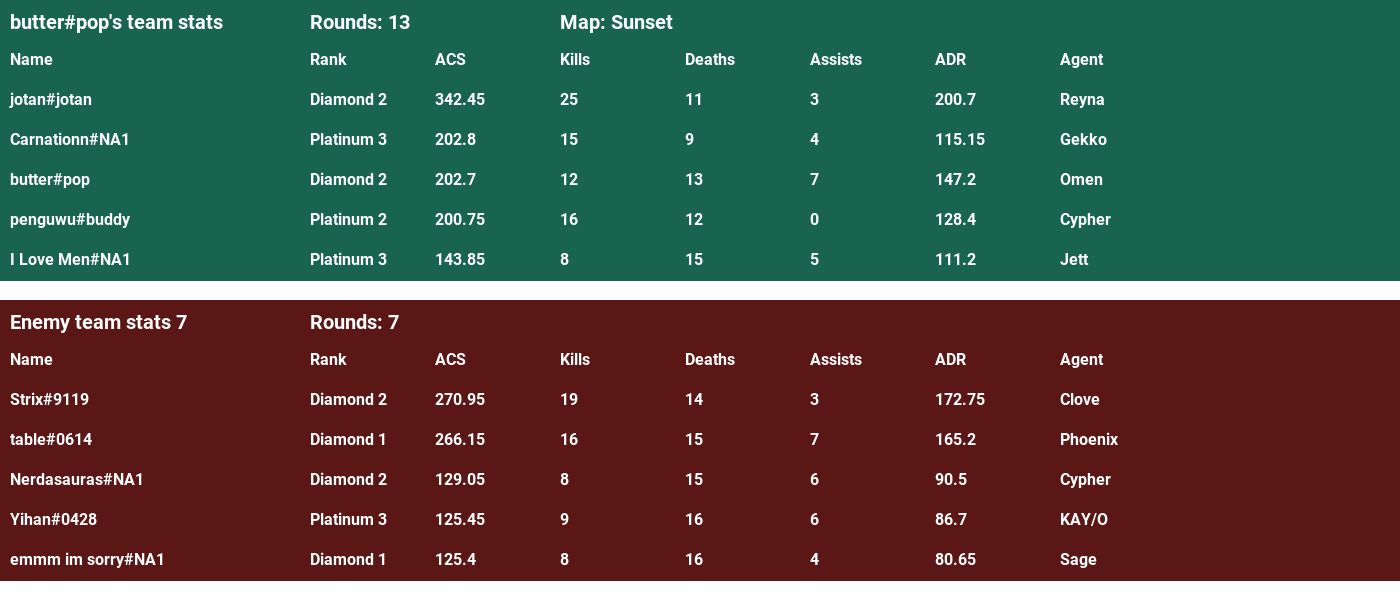 butter#pop's team stats Rounds: 13 Map: Sunset
Name Rank ACS Kills Deaths Assists ADR Agent
jotan#jotan Diamond 2 342.45 25 11 3 200.7 Reyna
Carnationn#NA1 Platinum 3 202.8 15 9 4 115.15 Gekko
butter#pop Diamond 2 202.7 12 13 7 147.2 Omen
penguwu#buddy Platinum 2 200.75 16 12 0 128.4 Cypher
I Love Men#NA1 Platinum 3 143.85 8 15 5 111.2 Jett
Enemy team stats 7 Rounds: 7
Name Rank ACS Kills Deaths Assists ADR Agent
Strix#9119 Diamond 2 270.95 19 14 3 172.75 Clove
table#0614 Diamond 1 266.15 16 15 7 165.2 Phoenix
Nerdasauras#NA1 Diamond 2 129.05 8 15 6 90.5 Cypher
Yihan#0428 Platinum 3 125.45 9 16 6 86.7 KAY/O
emmm im sorry#NA1 Diamond 1 125.4 8 16 4 80.65 Sage